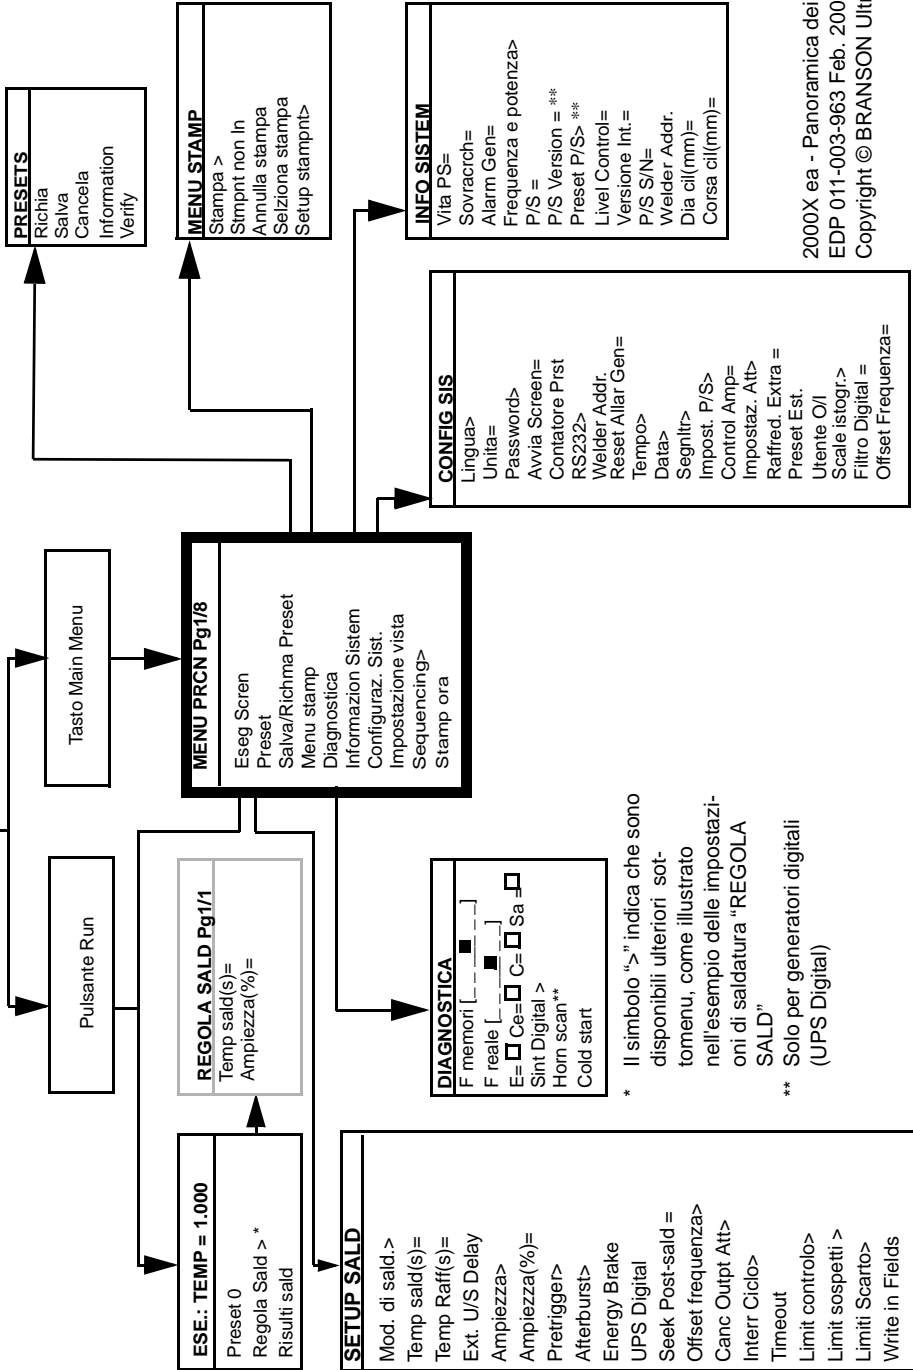 Pulsante Run
Tasto Main Menu
ESE.: TEMP = 1.000
Preset 0
Regola Sald > *
Risulti sald
REGOLA SALD Pg1/1
Temp sald(s)=
Ampiezza(%)=
MENU PRCN Pg1/8
Eseg Scren
Preset
Salva/Richma Preset
Menu stamp
Diagnostica
Informazion Sistem
Configuraz. Sist.
Impostazione vista
Sequencing>
Stamp ora
PRESETS
Richia
Salva
Cancela
Information
Verify
MENU STAMP
Stampa >
Stmpnt non In
Annulla stampa
Selziona stampa
Setup stampnt>
SETUP SALD
Mod. di sald.>
Temp sald(s)=
Temp Raff(s)=
Ext. U/S Delay
Ampiezza>
Ampiezza(%)=
Pretrigger>
Afterburst>
Energy Brake
UPS Digital
Seek Post-sald =
Offset frequenza>
Canc Outpt Att>
Interr Ciclo>
Timeout
Limit controlo>
Limit sospetti >
Limiti Scarto>
Write in Fields
DIAGNOSTICA
F memori [_ _ ■ _ _]
F reale [_ _ ■ _ _]
E= □ Ce= □ C= □ Sa = □
Sint Digital >
Horn scan**
Cold start
* Il simbolo “>” indica che sono
disponibili ulteriori sot-
tomenu, come illustrato
nell'esempio delle impostazi-
oni di saldatura “REGOLA
SALD”
** Solo per generatori digitali
(UPS Digital)
CONFIG SIS
Lingua>
Unita=
Password>
Avvia Screen=
Contatore Prst
RS232>
Welder Addr.
Reset Allar Gen=
Tempo>
Data>
Segnltr>
Impost. P/S>
Control Amp=
Impostaz. Att>
Raffred. Extra =
Preset Est.
Utente O/I
Scale istogr.>
Filtro Digital =
Offset Frequenza=
INFO SISTEM
Vita PS=
Sovracrch=
Alarm Gen=
Frequenza e potenza>
P/S =
P/S Version = **
Preset P/S> **
Livel Control=
Versione Int.=
P/S S/N=
Welder Addr.
Dia cil(mm)=
Corsa cil(mm)=
2000X ea - Panoramica dei
EDP 011-003-963 Feb. 200
Copyright © BRANSON Ultr